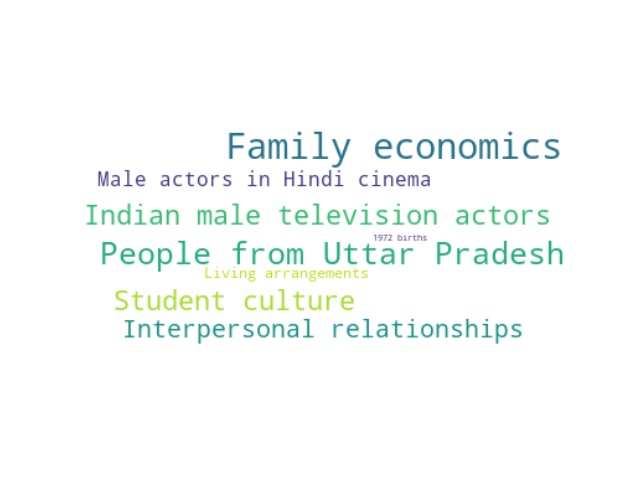 Family economics
Male actors in Hindi cinema
Indian male television actors
1972 births
People from Uttar Pradesh
Living arrangements
Student culture
Interpersonal relationships